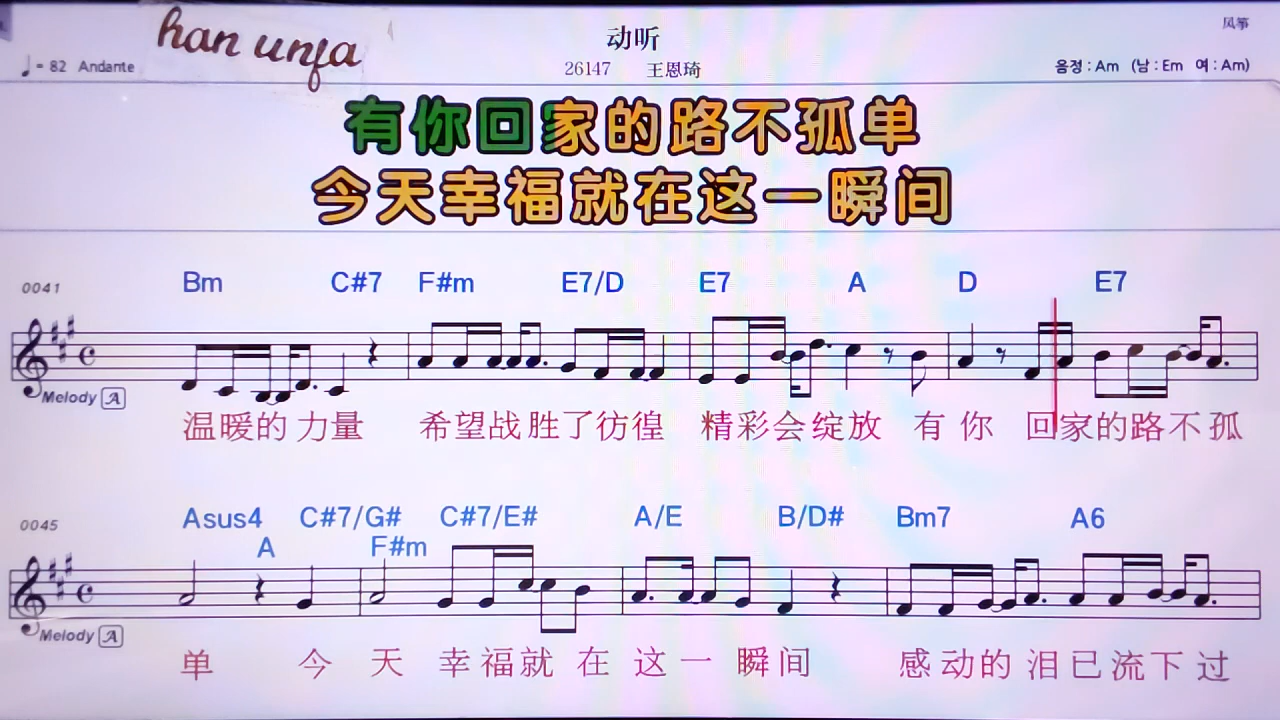 han unfa
动听
风筝
♩= 82 Andante
26147 王恩琦
음정 : Am (남 : Em 여 : Am)
有你回家的路不孤单
今天幸福就在这一瞬间
0041 Bm C#7 F#m E7/D E7 A D E7
Melody A
温暖的力量 希望战胜了彷徨 精彩会绽放 有你 回家的路不孤
0045 Asus4 C#7/G# C#7/E# A/E B/D# Bm7 A6
A F#m
Melody A
单 今天 幸福就在这一瞬间 感动的泪已流下过